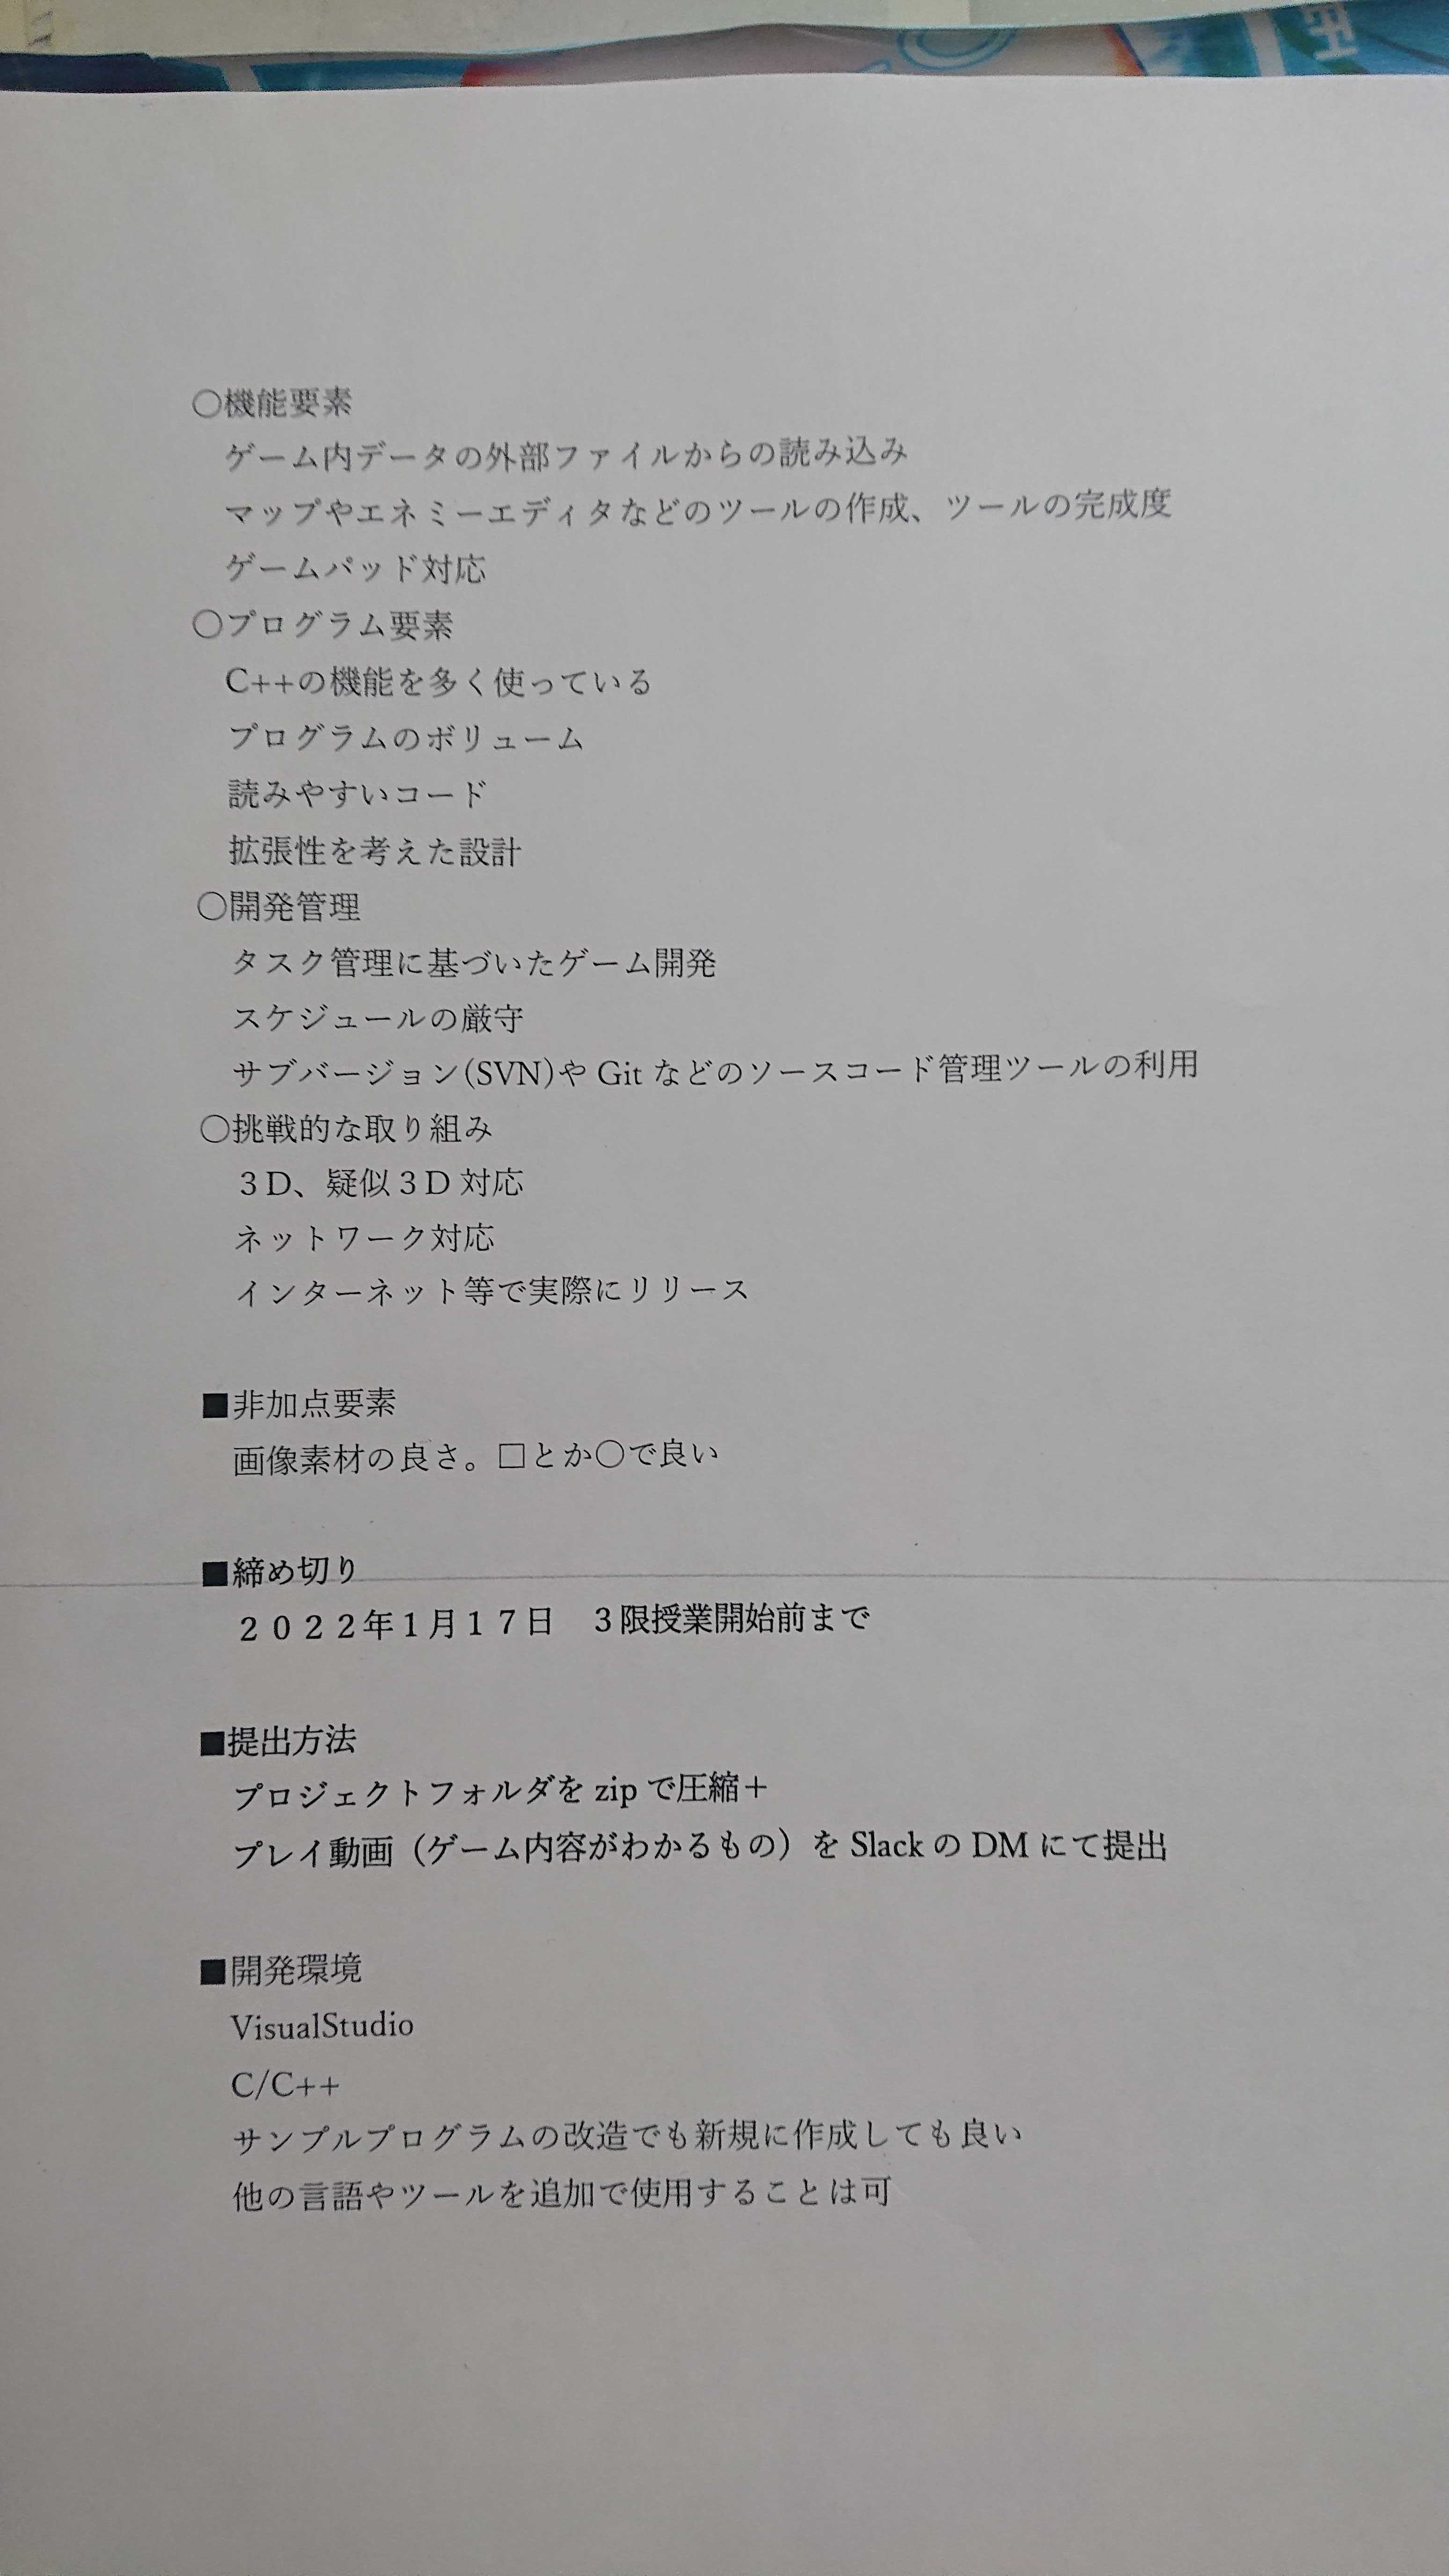 ○機能要素
ゲーム内データの外部ファイルからの読み込み
マップやエネミーエディタなどのツールの作成、ツールの完成度
ゲームパッド対応
○プログラム要素
C++の機能を多く使っている
プログラムのボリューム
読みやすいコード
拡張性を考えた設計
○開発管理
タスク管理に基づいたゲーム開発
スケジュールの厳守
サブバージョン(SVN)や Git などのソースコード管理ツールの利用
○挑戦的な取り組み
３D、疑似３D 対応
ネットワーク対応
インターネット等で実際にリリース
■非加点要素
画像素材の良さ。□とか○で良い
■締め切り
２０２２年１月１７日　３限授業開始前まで
■提出方法
プロジェクトフォルダを zip で圧縮＋
プレイ動画（ゲーム内容がわかるもの）を Slack の DM にて提出
■開発環境
VisualStudio
C/C++
サンプルプログラムの改造でも新規に作成しても良い
他の言語やツールを追加で使用することは可